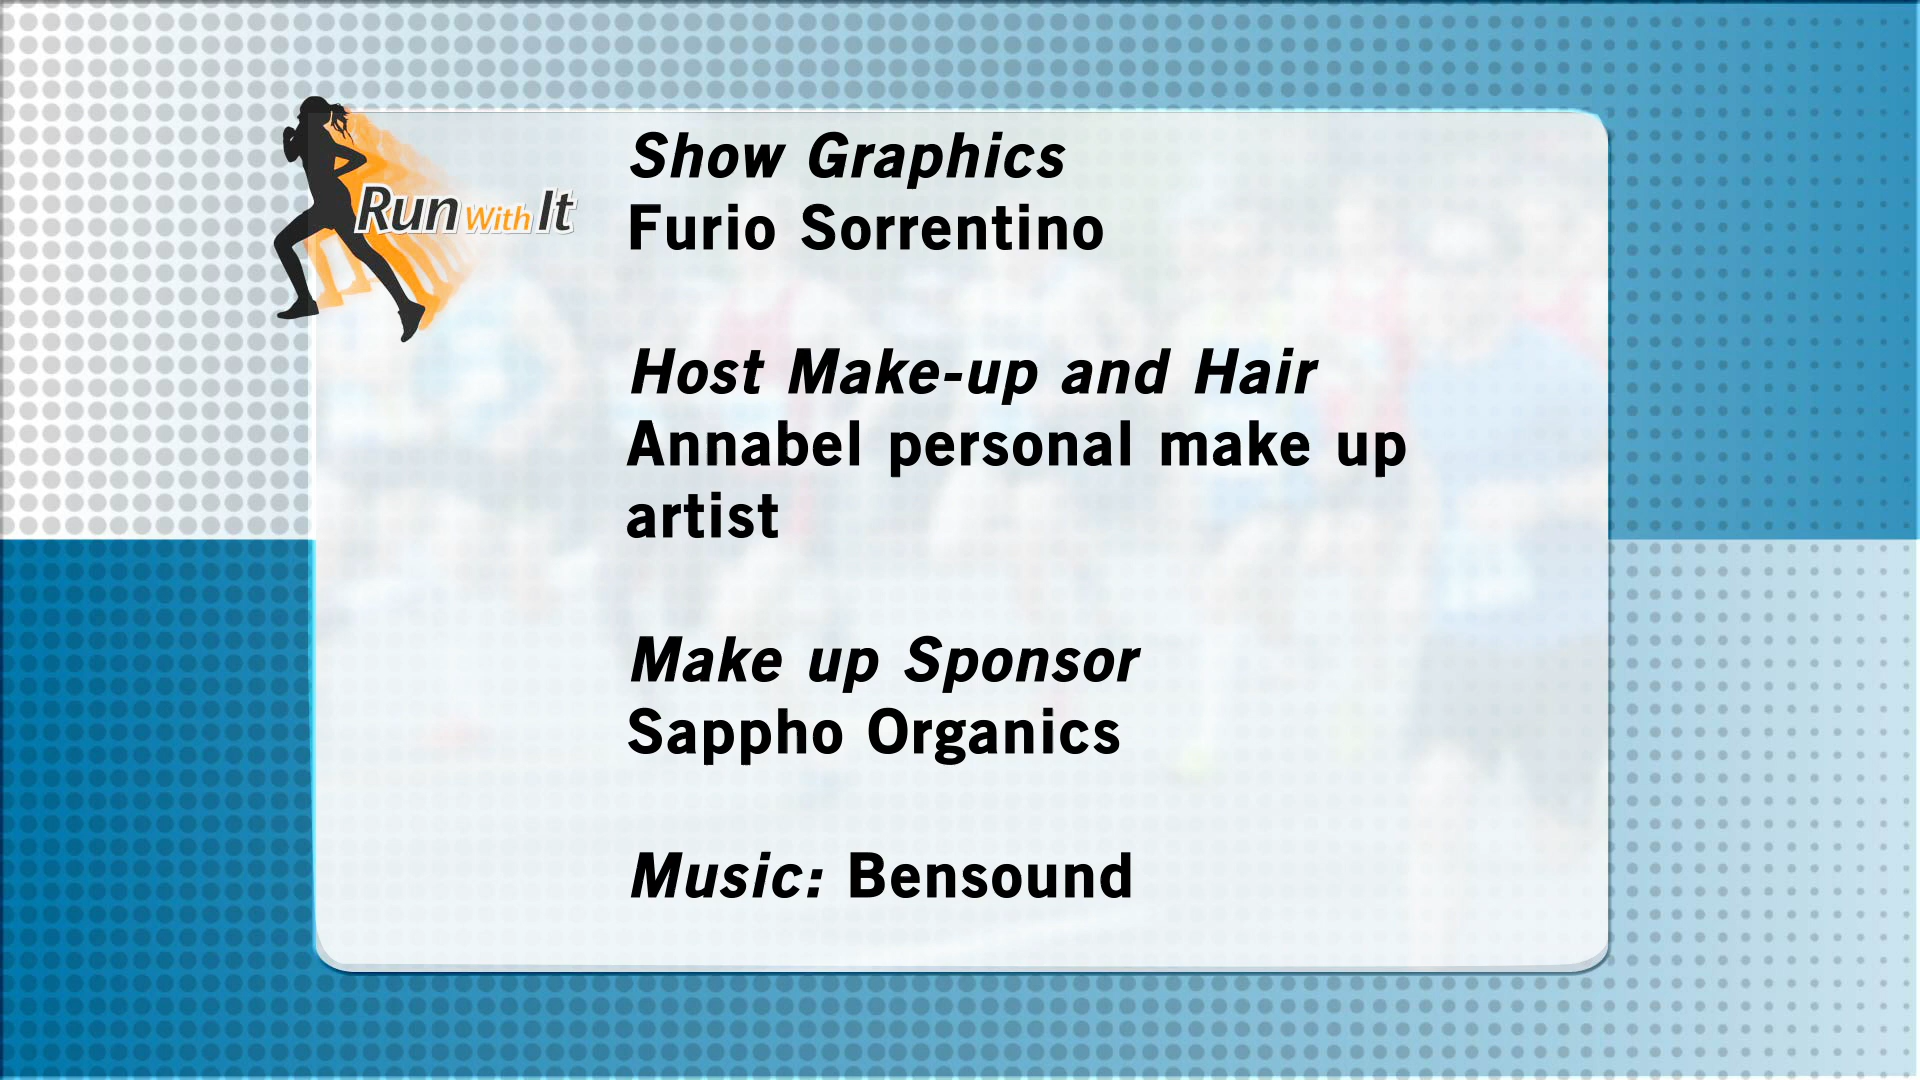 Run With It
Show Graphics
Furio Sorrentino
Host Make-up and Hair
Annabel personal make up
artist
Make up Sponsor
Sappho Organics
Music: Bensound